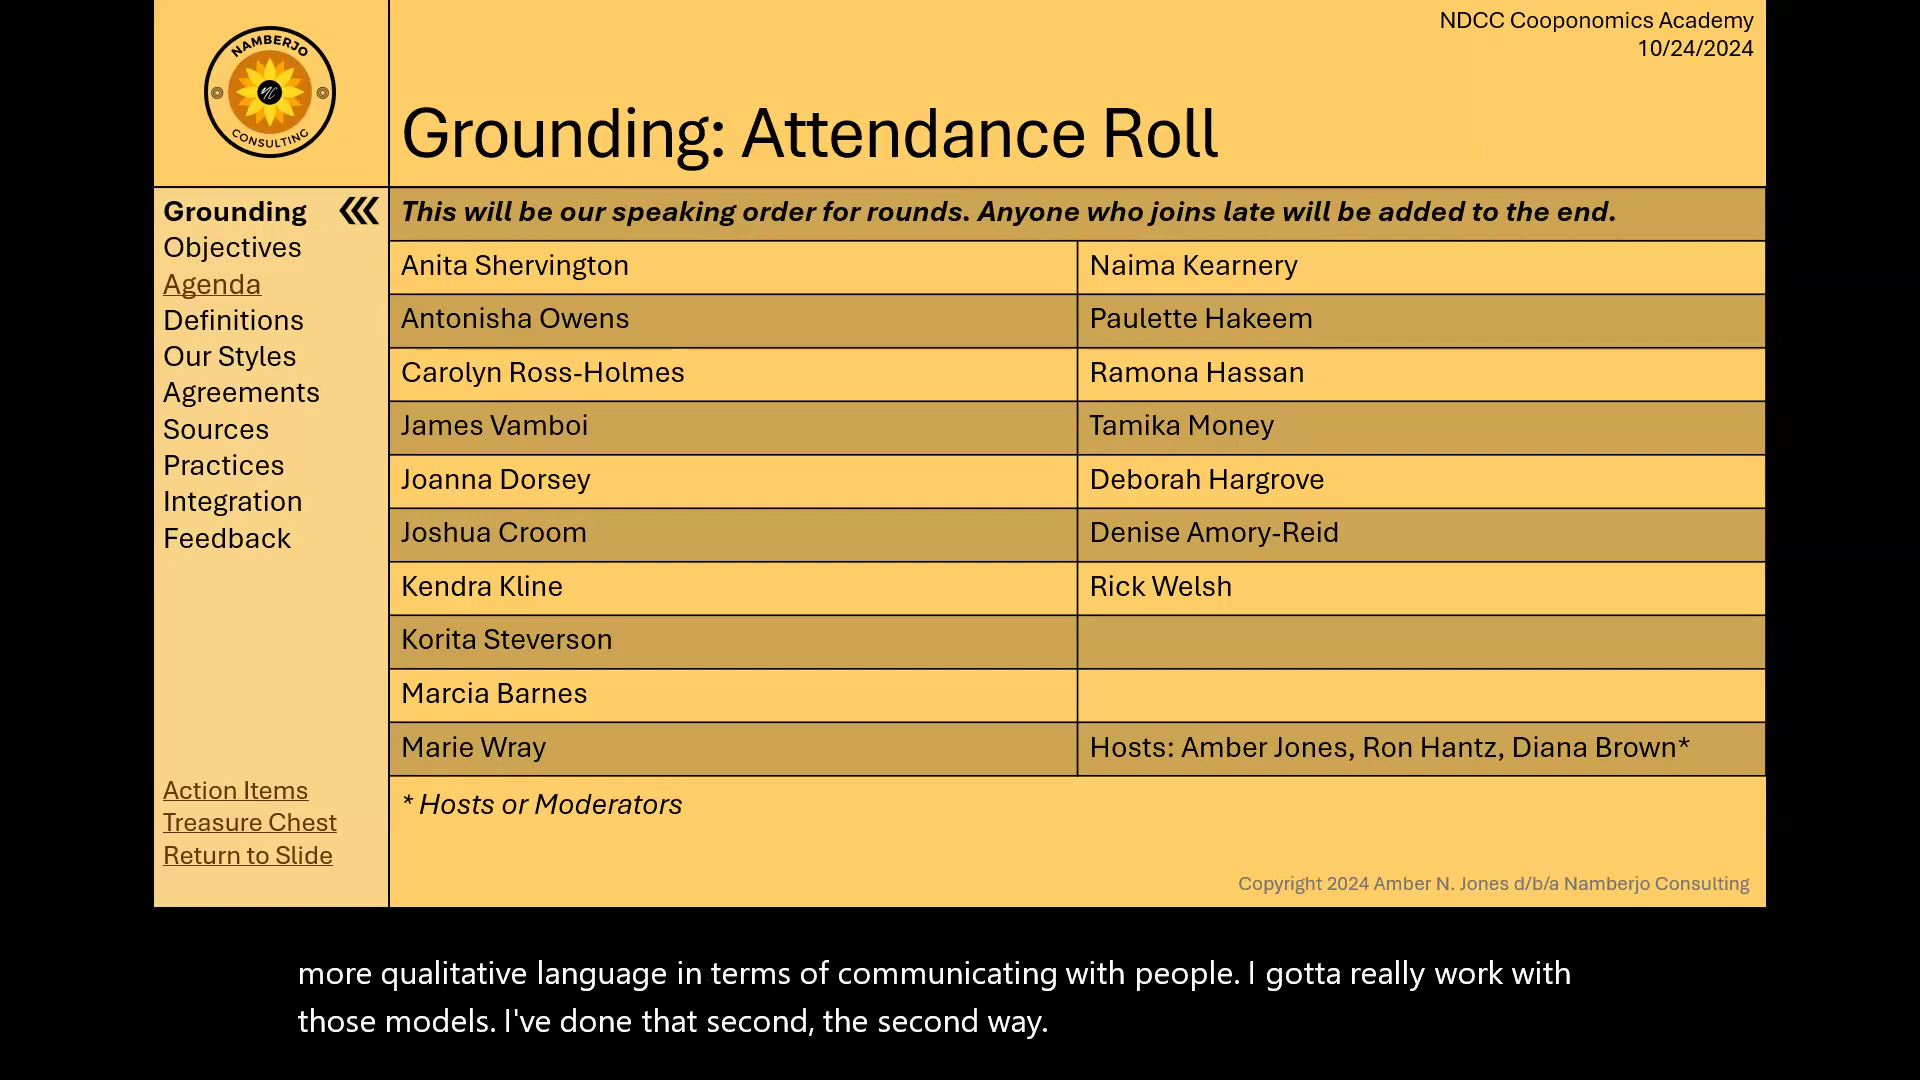 NAMBERJO
CONSULTING
NDCC Cooponomics Academy
10/24/2024
Grounding: Attendance Roll
Grounding
Objectives
Agenda
Definitions
Our Styles
Agreements
Sources
Practices
Integration
Feedback
Action Items
Treasure Chest
Return to Slide
This will be our speaking order for rounds. Anyone who joins late will be added to the end.
Anita Shervington
Naima Kearnery
Antonisha Owens
Paulette Hakeem
Carolyn Ross-Holmes
Ramona Hassan
James Vamboi
Tamika Money
Joanna Dorsey
Deborah Hargrove
Joshua Croom
Denise Amory-Reid
Kendra Kline
Rick Welsh
Korita Steverson
Marcia Barnes
Marie Wray
Hosts: Amber Jones, Ron Hantz, Diana Brown*
* Hosts or Moderators
Copyright 2024 Amber N. Jones d/b/a Namberjo Consulting
more qualitative language in terms of communicating with people. I gotta really work with
those models. I've done that second, the second way.